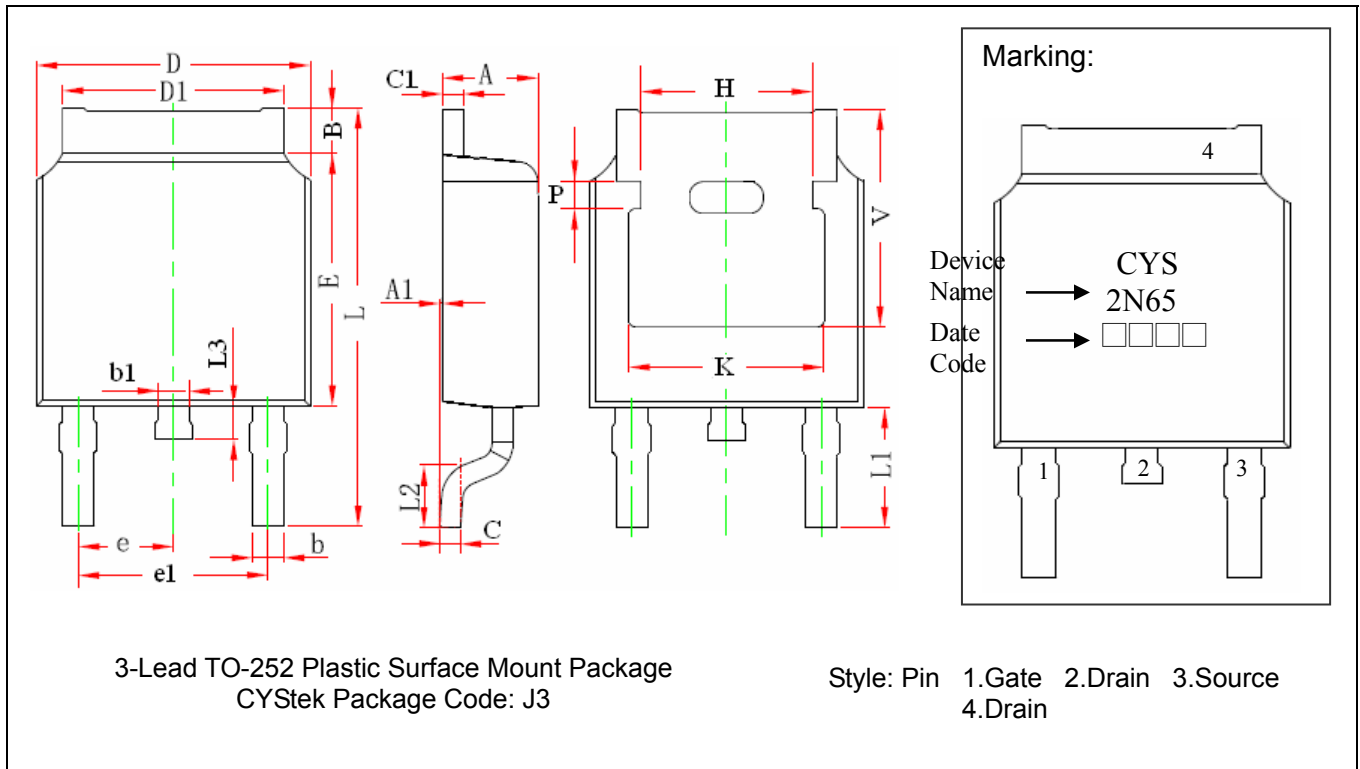 D
D1
B
E
L
L3
b1
e
e1
b
C1
A
A1
L2
C
H
P
V
K
L1
Marking:
4
Device
Name
CYS
2N65
Date
Code
□□□□
1
2
3
3-Lead TO-252 Plastic Surface Mount Package
CYStek Package Code: J3
Style: Pin 1.Gate 2.Drain 3.Source
4.Drain